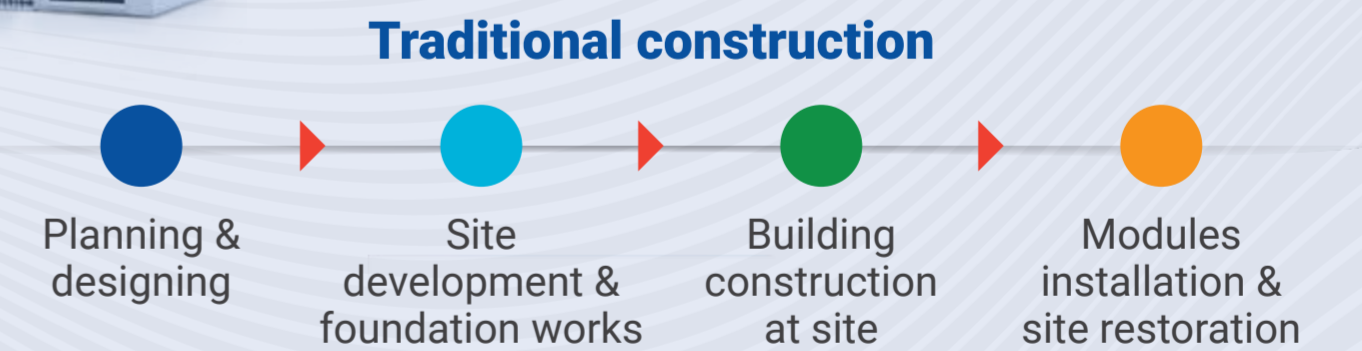 Traditional construction
Planning &
designing
Site
development &
foundation works
Building
construction
at site
Modules
installation &
site restoration